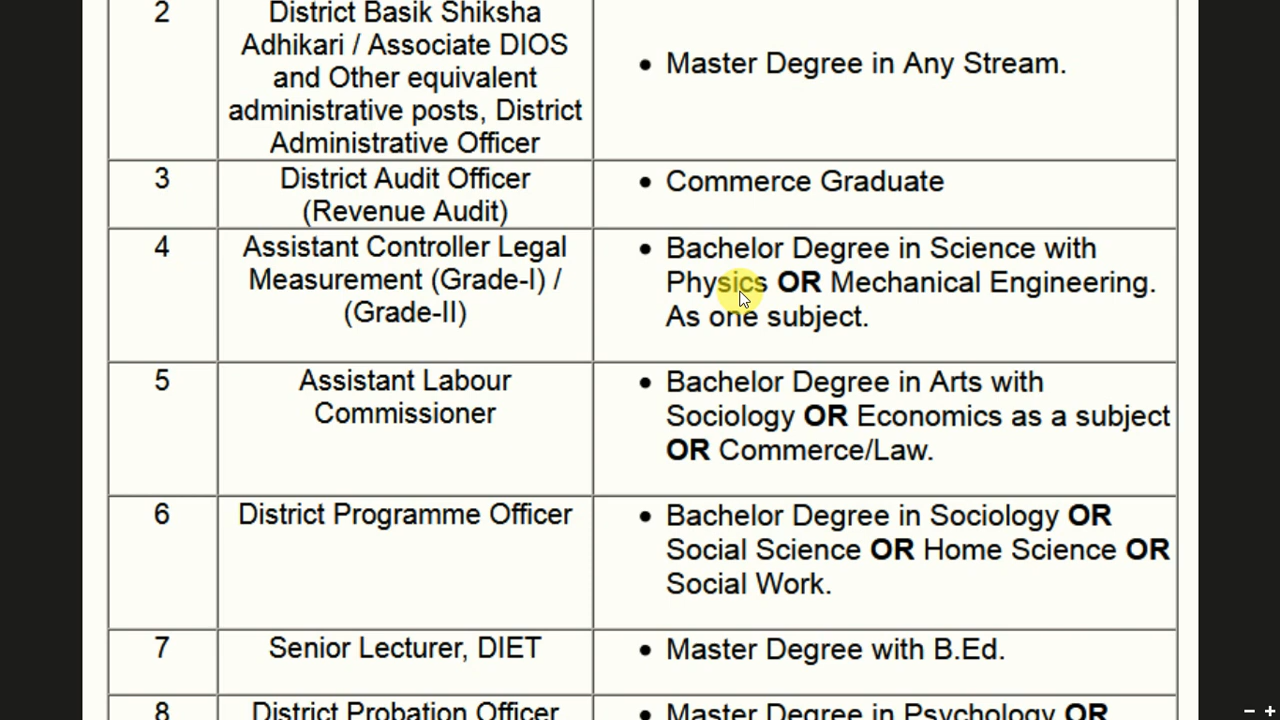 2
District Basik Shiksha
Adhikari / Associate DIOS
and Other equivalent
administrative posts, District
Administrative Officer
• Master Degree in Any Stream.
3
District Audit Officer
(Revenue Audit)
• Commerce Graduate
4
Assistant Controller Legal
Measurement (Grade-I) /
(Grade-II)
• Bachelor Degree in Science with
Physics OR Mechanical Engineering.
As one subject.
5
Assistant Labour
Commissioner
• Bachelor Degree in Arts with
Sociology OR Economics as a subject
OR Commerce/Law.
6
District Programme Officer
• Bachelor Degree in Sociology OR
Social Science OR Home Science OR
Social Work.
7
Senior Lecturer, DIET
• Master Degree with B.Ed.
8
District Probation Officer
• Master Degree in Psychology OR